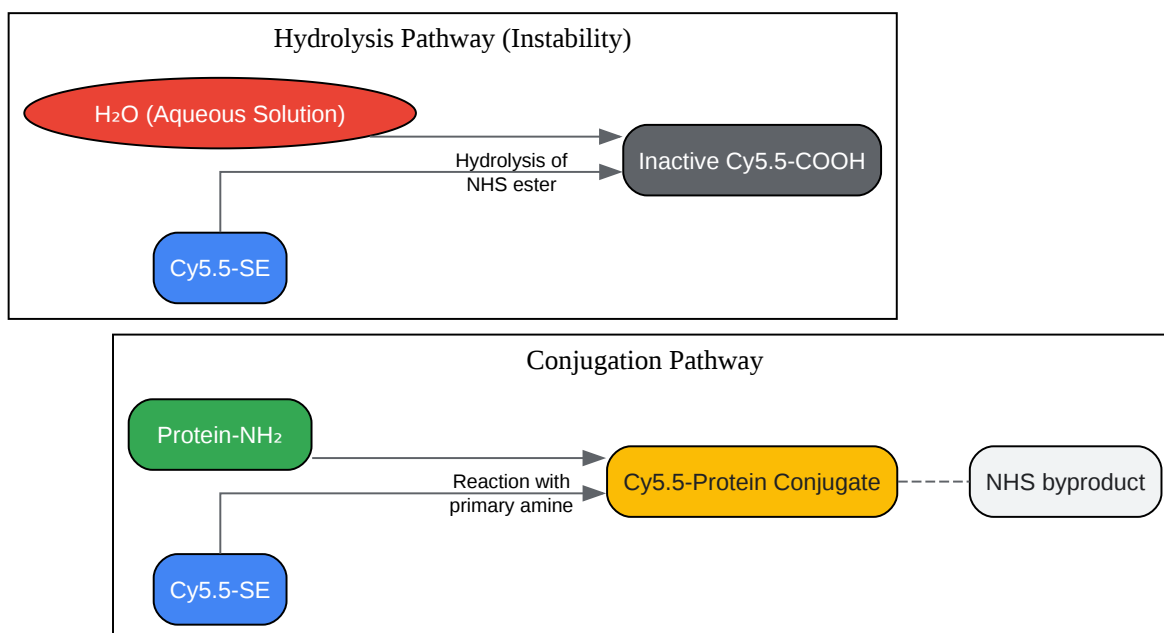 Hydrolysis Pathway (Instability)
H₂O (Aqueous Solution)
Hydrolysis of
NHS ester
Inactive Cy5.5-COOH
Cy5.5-SE
Conjugation Pathway
Protein-NH₂
Reaction with
primary amine
Cy5.5-Protein Conjugate
NHS byproduct
Cy5.5-SE